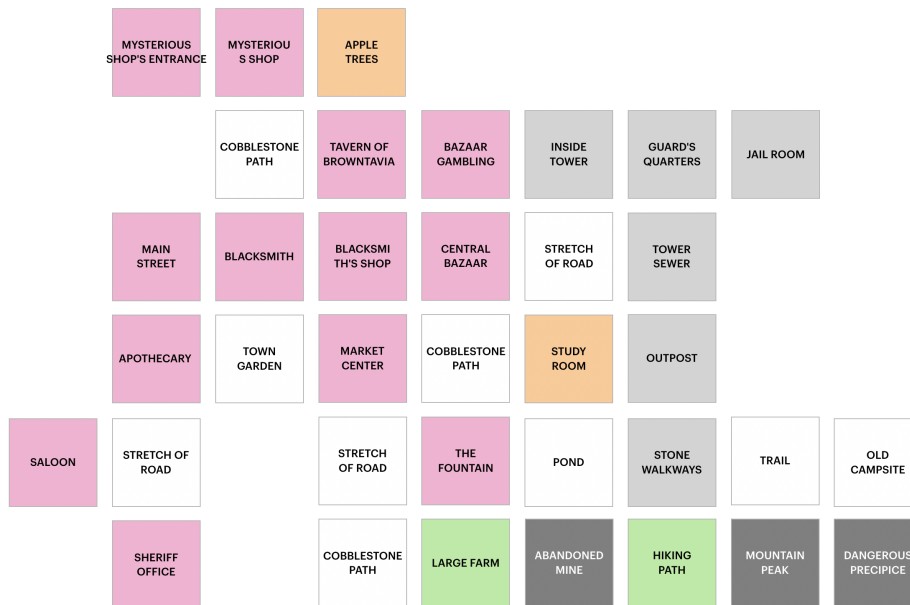 MYSTERIOUS
SHOP'S ENTRANCE
MYSTERIOU
S SHOP
APPLE
TREES
COBBLESTONE
PATH
TAVERN OF
BROWNTAVIA
BAZAAR
GAMBLING
INSIDE
TOWER
GUARD'S
QUARTERS
JAIL ROOM
MAIN
STREET
BLACKSMITH
BLACKSMI
TH'S SHOP
CENTRAL
BAZAAR
STRETCH
OF ROAD
TOWER
SEWER
APOTHECARY
TOWN
GARDEN
MARKET
CENTER
COBBLESTONE
PATH
STUDY
ROOM
OUTPOST
SALOON
STRETCH OF
ROAD
STRETCH
OF ROAD
THE
FOUNTAIN
POND
STONE
WALKWAYS
TRAIL
OLD
CAMPSITE
SHERIFF
OFFICE
COBBLESTONE
PATH
LARGE FARM
ABANDONED
MINE
HIKING
PATH
MOUNTAIN
PEAK
DANGEROUS
PRECIPICE